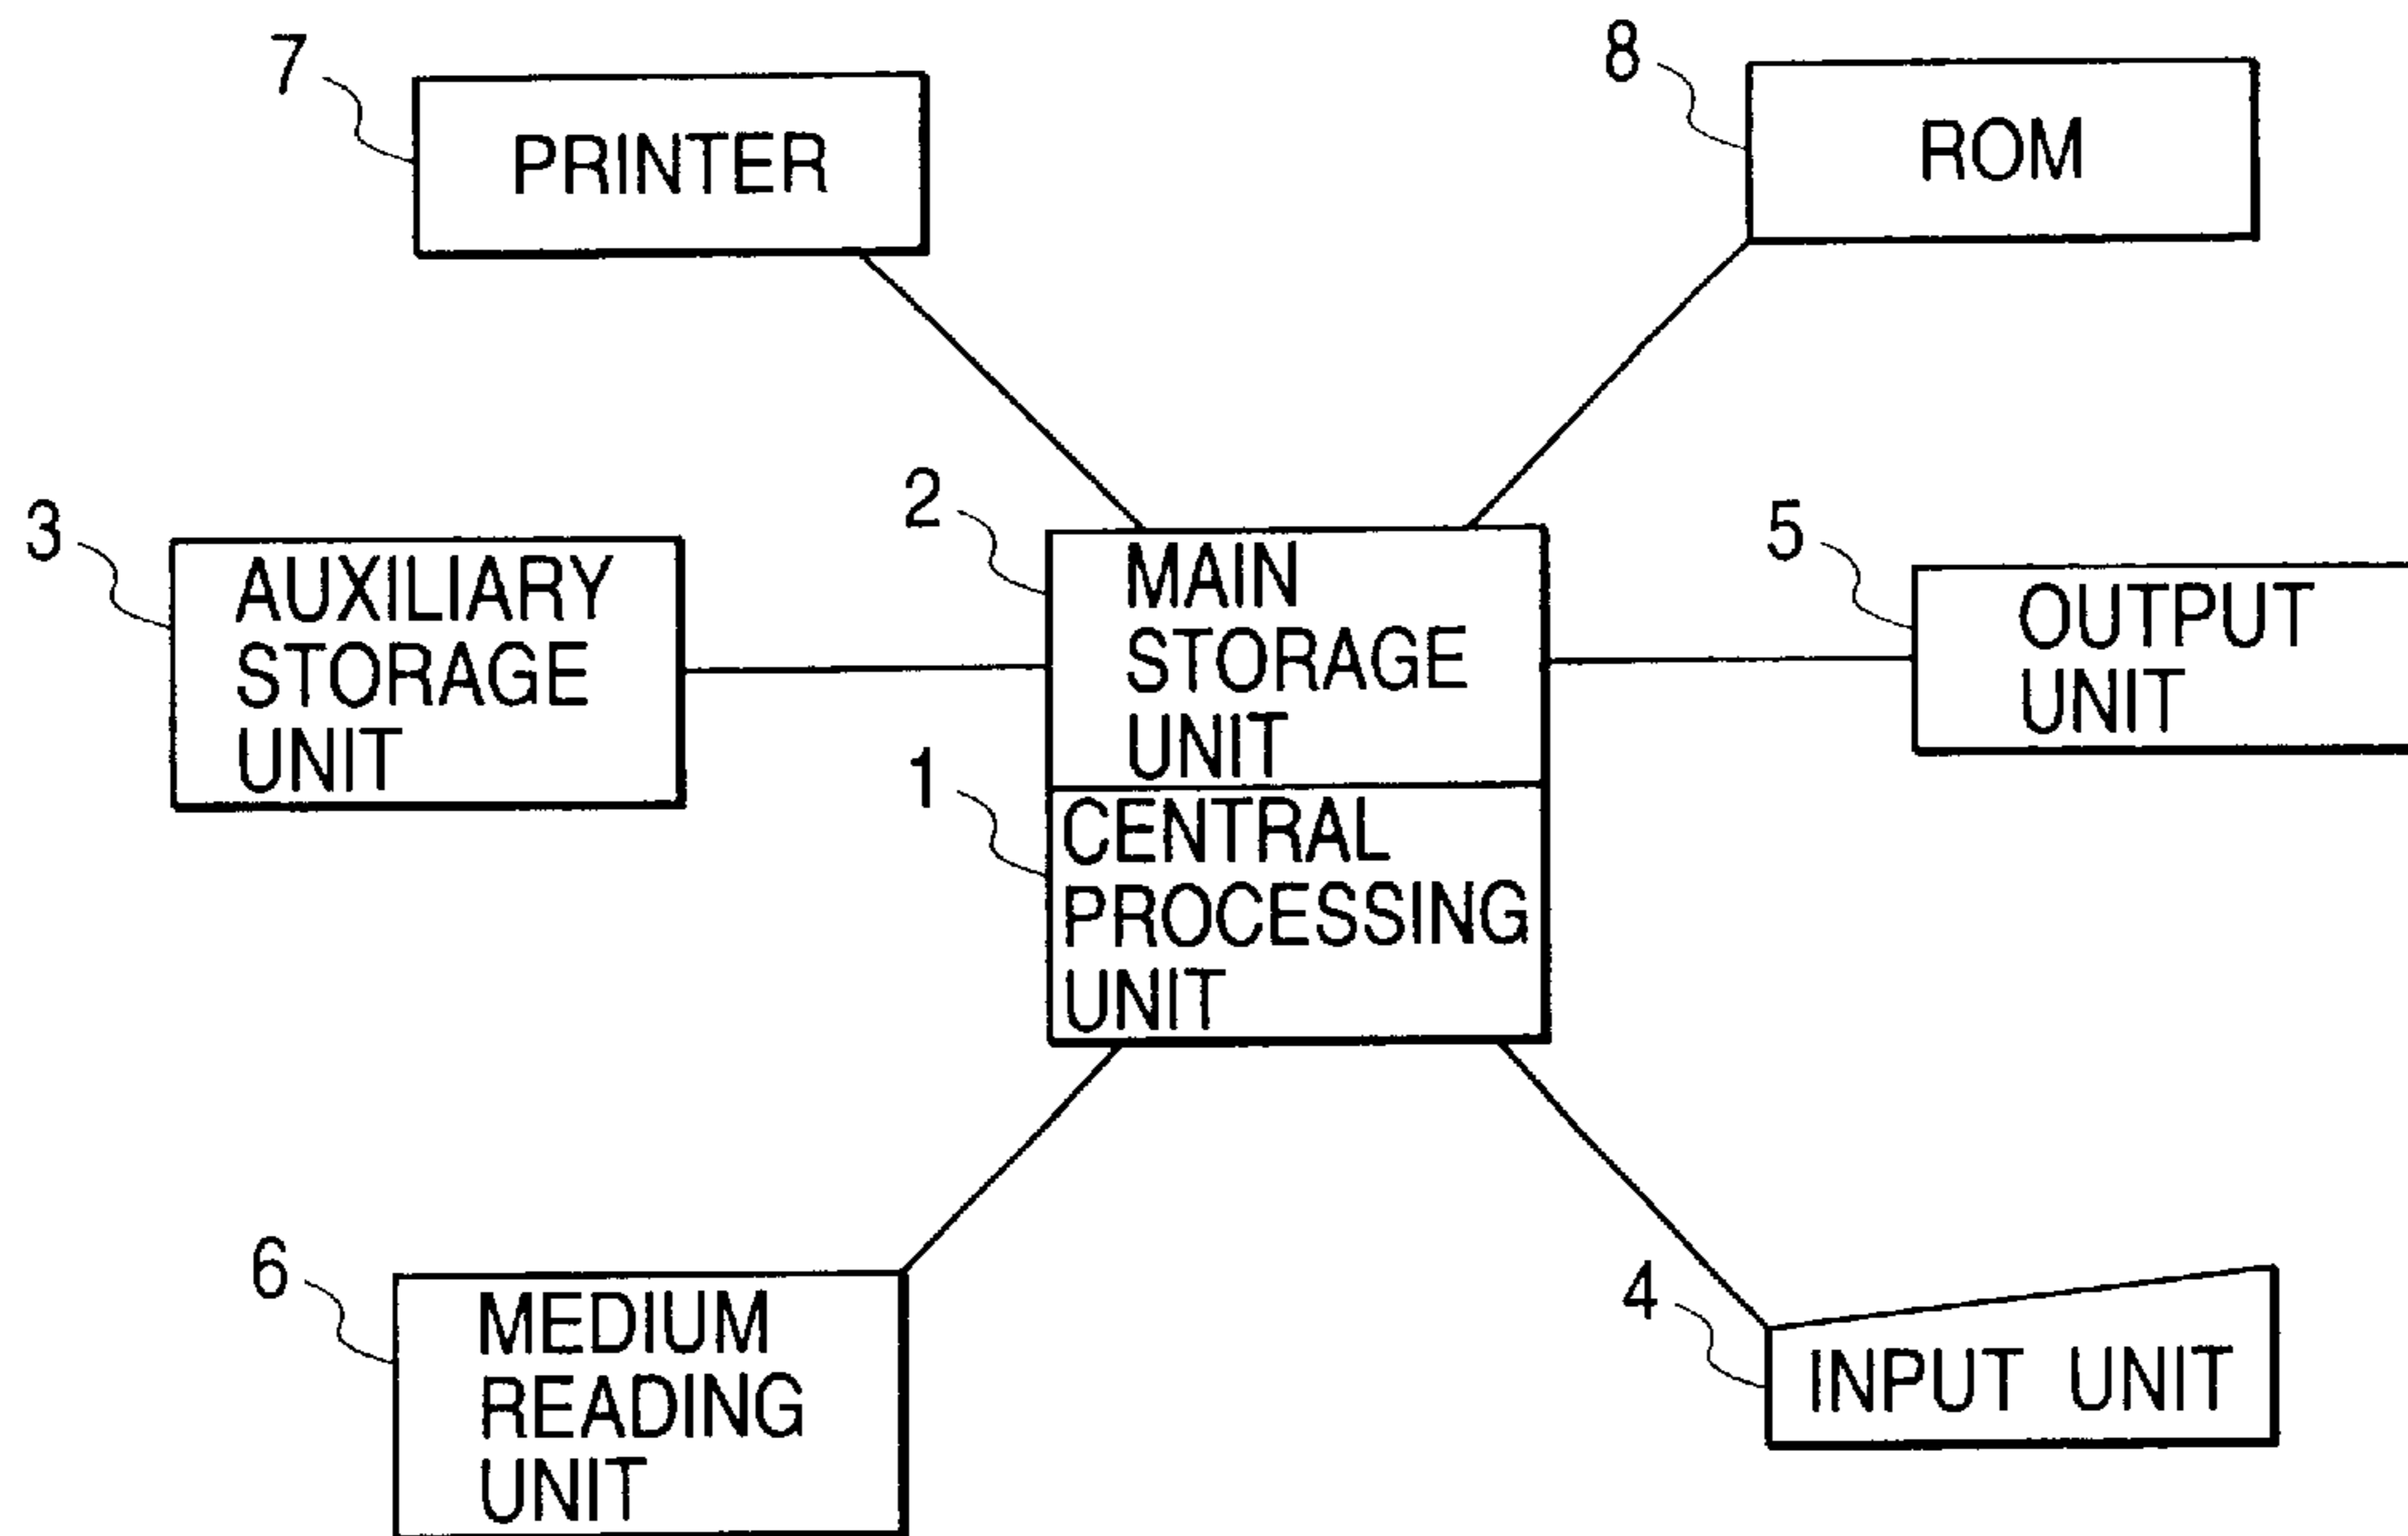 7
PRINTER
8
ROM
3
AUXILIARY
STORAGE
UNIT
2
MAIN
STORAGE
UNIT
5
OUTPUT
UNIT
1
CENTRAL
PROCESSING
UNIT
6
MEDIUM
READING
UNIT
4
INPUT UNIT